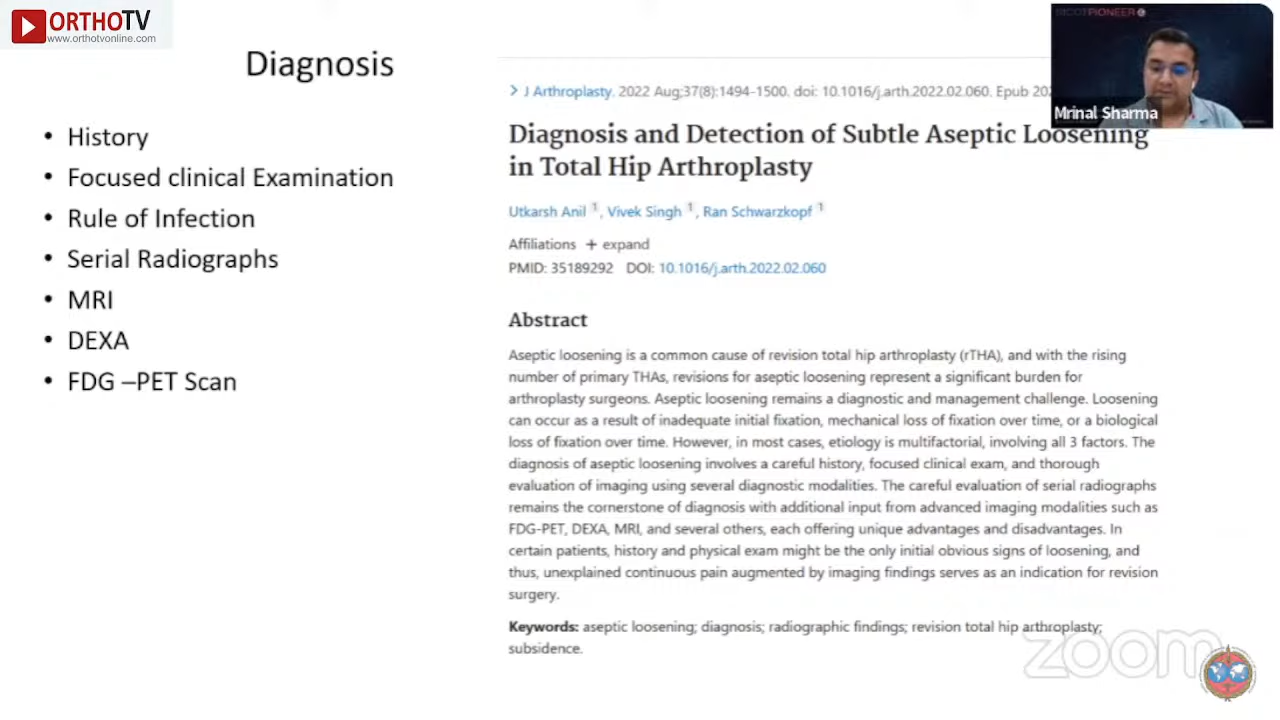 ORTHOTV
www.orthotvonline.com
Diagnosis
• History
• Focused clinical Examination
• Rule of Infection
• Serial Radiographs
• MRI
• DEXA
• FDG –PET Scan
> J Arthroplasty. 2022 Aug;37(8):1494-1500. doi: 10.1016/j.arth.2022.02.060. Epub
Diagnosis and Detection of Subtle Aseptic Loosening
in Total Hip Arthroplasty
Utkarsh Anil 1, Vivek Singh 1, Ran Schwarzkopf 1
Affiliations + expand
PMID: 35189292 DOI: 10.1016/j.arth.2022.02.060
Abstract
Aseptic loosening is a common cause of revision total hip arthroplasty (rTHA), and with the rising
number of primary THAs, revisions for aseptic loosening represent a significant burden for
arthroplasty surgeons. Aseptic loosening remains a diagnostic and management challenge. Loosening
can occur as a result of inadequate initial fixation, mechanical loss of fixation over time, or a biological
loss of fixation over time. However, in most cases, etiology is multifactorial, involving all 3 factors. The
diagnosis of aseptic loosening involves a careful history, focused clinical exam, and thorough
evaluation of imaging using several diagnostic modalities. The careful evaluation of serial radiographs
remains the cornerstone of diagnosis with additional input from advanced imaging modalities such as
FDG-PET, DEXA, MRI, and several others, each offering unique advantages and disadvantages. In
certain patients, history and physical exam might be the only initial obvious signs of loosening, and
thus, unexplained continuous pain augmented by imaging findings serves as an indication for revision
surgery.
Keywords: aseptic loosening; diagnosis; radiographic findings; revision total hip arthroplasty;
subsidence.
SICOT PIONEER
Mrinal Sharma
zoom